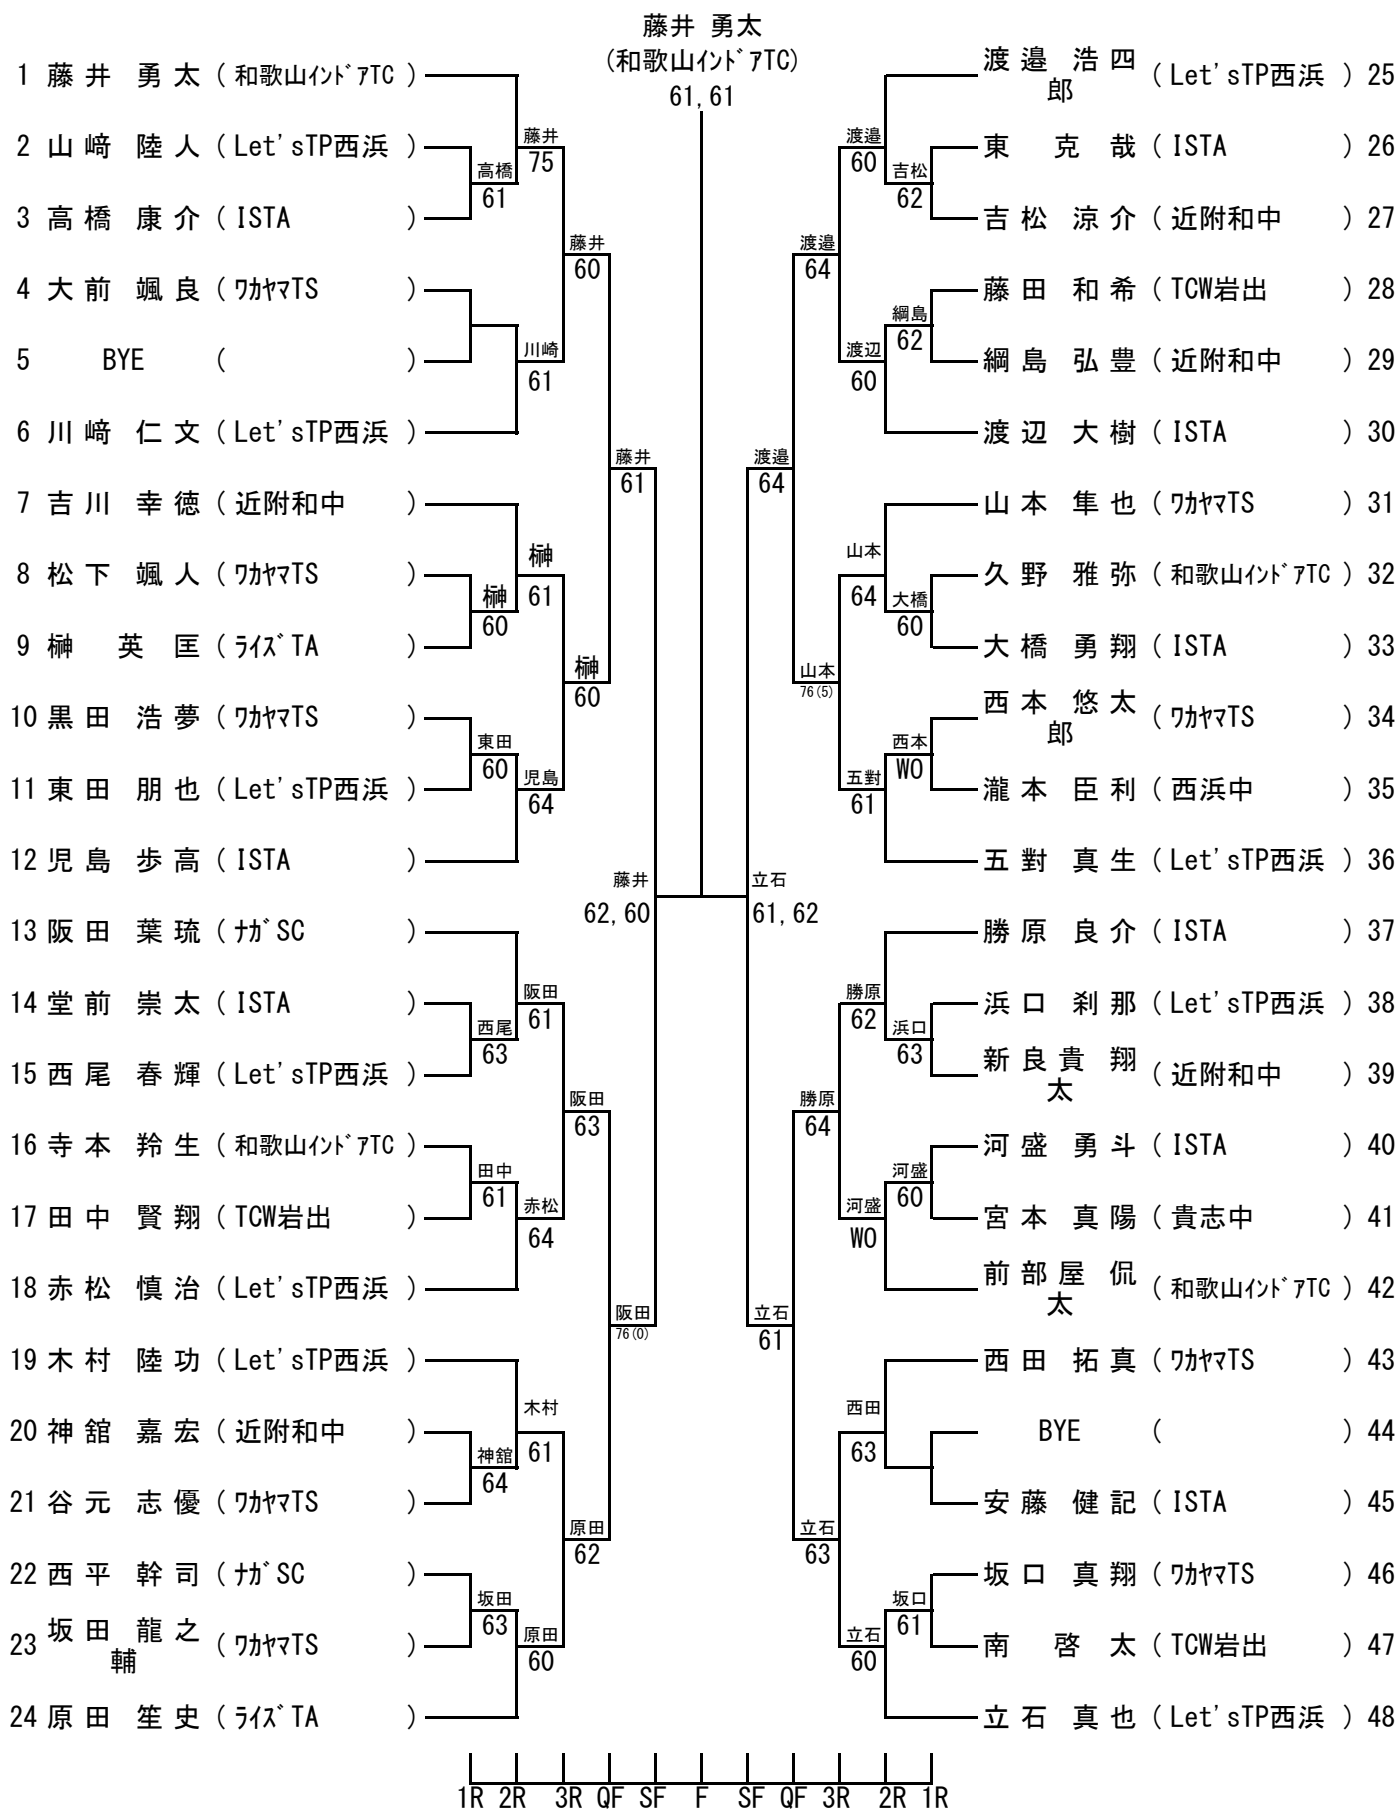 藤井 勇太
(和歌山インドアTC)
61, 61
1 藤井 勇太 ( 和歌山インドアTC )
2 山﨑 陸人 ( Let'sTP西浜 )
3 高橋 康介 ( ISTA )
4 大前 颯良 ( ワカヤマTS )
5 BYE ( )
6 川﨑 仁文 ( Let'sTP西浜 )
7 吉川 幸徳 ( 近附和中 )
8 松下 颯人 ( ワカヤマTS )
9 榊 英匡 ( ライズTA )
10 黒田 浩夢 ( ワカヤマTS )
11 東田 朋也 ( Let'sTP西浜 )
12 児島 歩高 ( ISTA )
13 阪田 葉琉 ( ナガSC )
14 堂前 崇太 ( ISTA )
15 西尾 春輝 ( Let'sTP西浜 )
16 寺本 羚生 ( 和歌山インドアTC )
17 田中 賢翔 ( TCW岩出 )
18 赤松 慎治 ( Let'sTP西浜 )
19 木村 陸功 ( Let'sTP西浜 )
20 神舘 嘉宏 ( 近附和中 )
21 谷元 志優 ( ワカヤマTS )
22 西平 幹司 ( ナガSC )
23 坂田 龍之輔 ( ワカヤマTS )
24 原田 笙史 ( ライズTA )
高橋
61
榊
60
東田
60
西尾
63
田中
61
神舘
64
坂田
63
藤井
75
川崎
61
榊
61
児島
64
阪田
61
赤松
64
木村
61
原田
60
藤井
60
榊
60
阪田
63
原田
62
藤井
61
阪田
76(0)
藤井
62, 60
立石
61, 62
渡邉
64
立石
61
渡邉
64
山本
76(5)
勝原
64
立石
63
渡邉
60
渡辺
60
山本
64
五對
61
勝原
62
河盛
WO
西田
63
立石
60
吉松
62
綱島
62
大橋
60
西本
WO
浜口
63
河盛
60
坂口
61
渡邉 浩四郎 ( Let'sTP西浜 ) 25
東 克哉 ( ISTA ) 26
吉松 涼介 ( 近附和中 ) 27
藤田 和希 ( TCW岩出 ) 28
綱島 弘豊 ( 近附和中 ) 29
渡辺 大樹 ( ISTA ) 30
山本 隼也 ( ワカヤマTS ) 31
久野 雅弥 ( 和歌山インドアTC ) 32
大橋 勇翔 ( ISTA ) 33
西本 悠太郎 ( ワカヤマTS ) 34
瀧本 臣利 ( 西浜中 ) 35
五對 真生 ( Let'sTP西浜 ) 36
勝原 良介 ( ISTA ) 37
浜口 刹那 ( Let'sTP西浜 ) 38
新良貴 翔太 ( 近附和中 ) 39
河盛 勇斗 ( ISTA ) 40
宮本 真陽 ( 貴志中 ) 41
前部屋 侃太 ( 和歌山インドアTC ) 42
西田 拓真 ( ワカヤマTS ) 43
BYE ( ) 44
安藤 健記 ( ISTA ) 45
坂口 真翔 ( ワカヤマTS ) 46
南 啓太 ( TCW岩出 ) 47
立石 真也 ( Let'sTP西浜 ) 48
1R 2R 3R QF SF F SF QF 3R 2R 1R